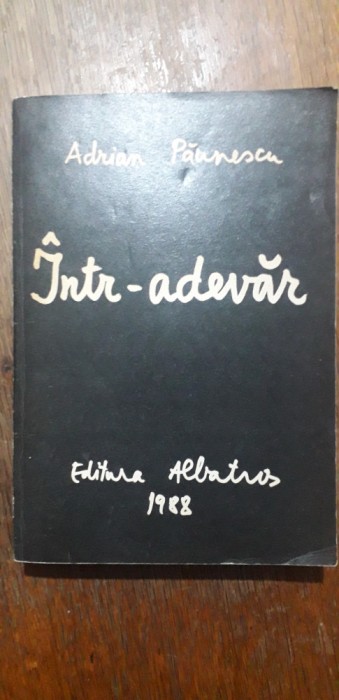 Adrian Păunescu
Într-adevăr
Editura Albatros
1988